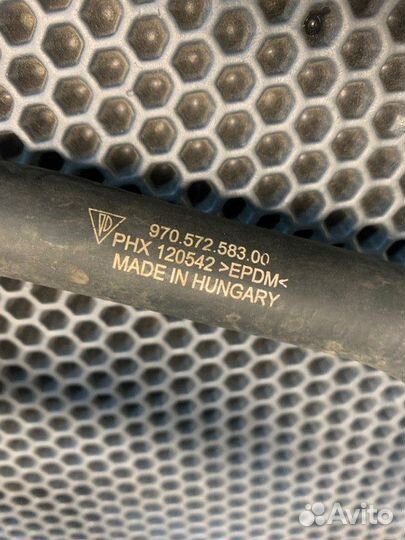 970.572.583.00
PHX 120542 >EPDM<
MADE IN HUNGARY
Avito